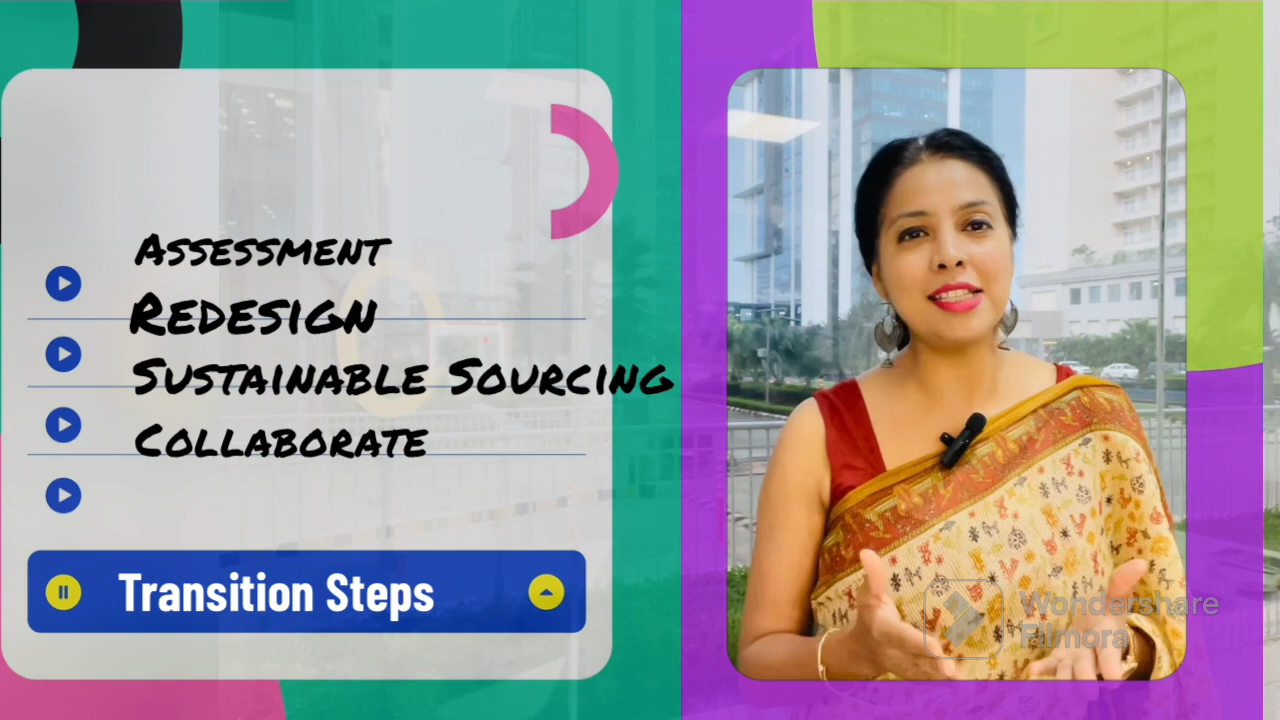 ASSESSMENT
REDESIGN
SUSTAINABLE SOURCING
COLLABORATE
Transition Steps
Wondershare
Filmora